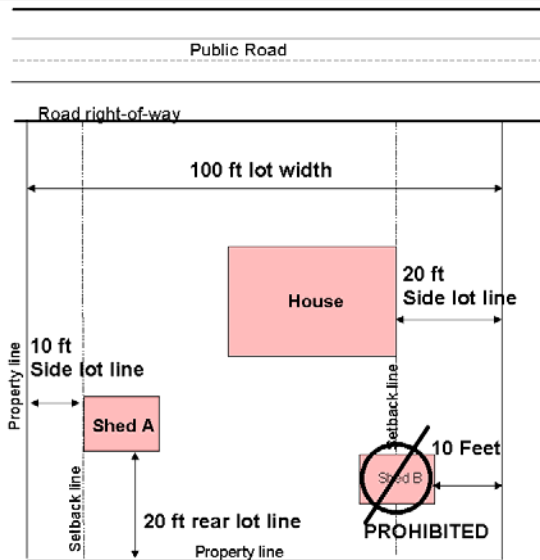 Public Road
Road right-of-way
100 ft lot width
House
20 ft
Side lot line
10 ft
Side lot line
Property line
Shed A
Setback line
10 Feet
Shed B
Setback line
20 ft rear lot line
PROHIBITED
Property line